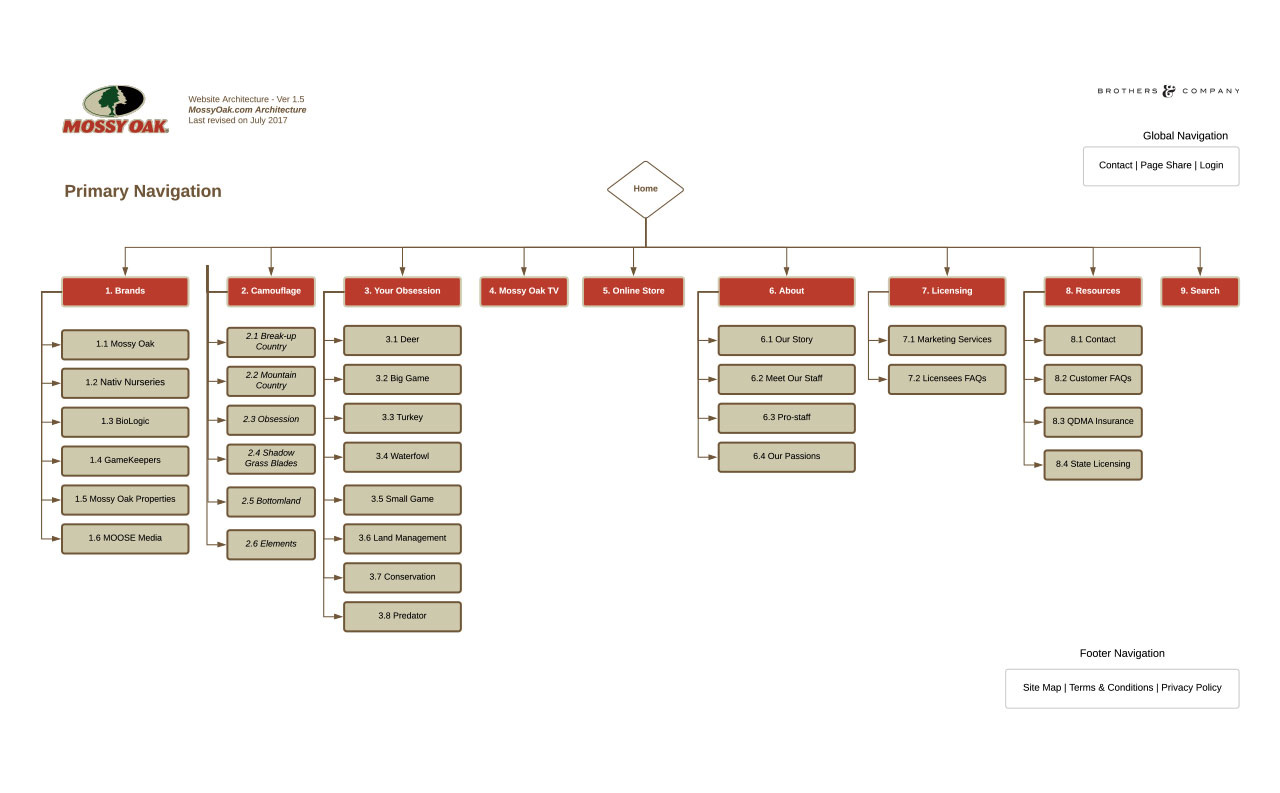 MOSSY OAK.
Website Architecture - Ver 1.5
MossyOak.com Architecture
Last revised on July 2017
BROTHERS & COMPANY
Global Navigation
Contact | Page Share | Login
Primary Navigation
Home
1. Brands
2. Camouflage
3. Your Obsession
4. Mossy Oak TV
5. Online Store
6. About
7. Licensing
8. Resources
9. Search
1.1 Mossy Oak
1.2 Nativ Nurseries
1.3 BioLogic
1.4 GameKeepers
1.5 Mossy Oak Properties
1.6 MOOSE Media
2.1 Break-up
Country
2.2 Mountain
Country
2.3 Obsession
2.4 Shadow
Grass Blades
2.5 Bottomland
2.6 Elements
3.1 Deer
3.2 Big Game
3.3 Turkey
3.4 Waterfowl
3.5 Small Game
3.6 Land Management
3.7 Conservation
3.8 Predator
6.1 Our Story
6.2 Meet Our Staff
6.3 Pro-staff
6.4 Our Passions
7.1 Marketing Services
7.2 Licensees FAQs
8.1 Contact
8.2 Customer FAQs
8.3 QDMA Insurance
8.4 State Licensing
Footer Navigation
Site Map | Terms & Conditions | Privacy Policy